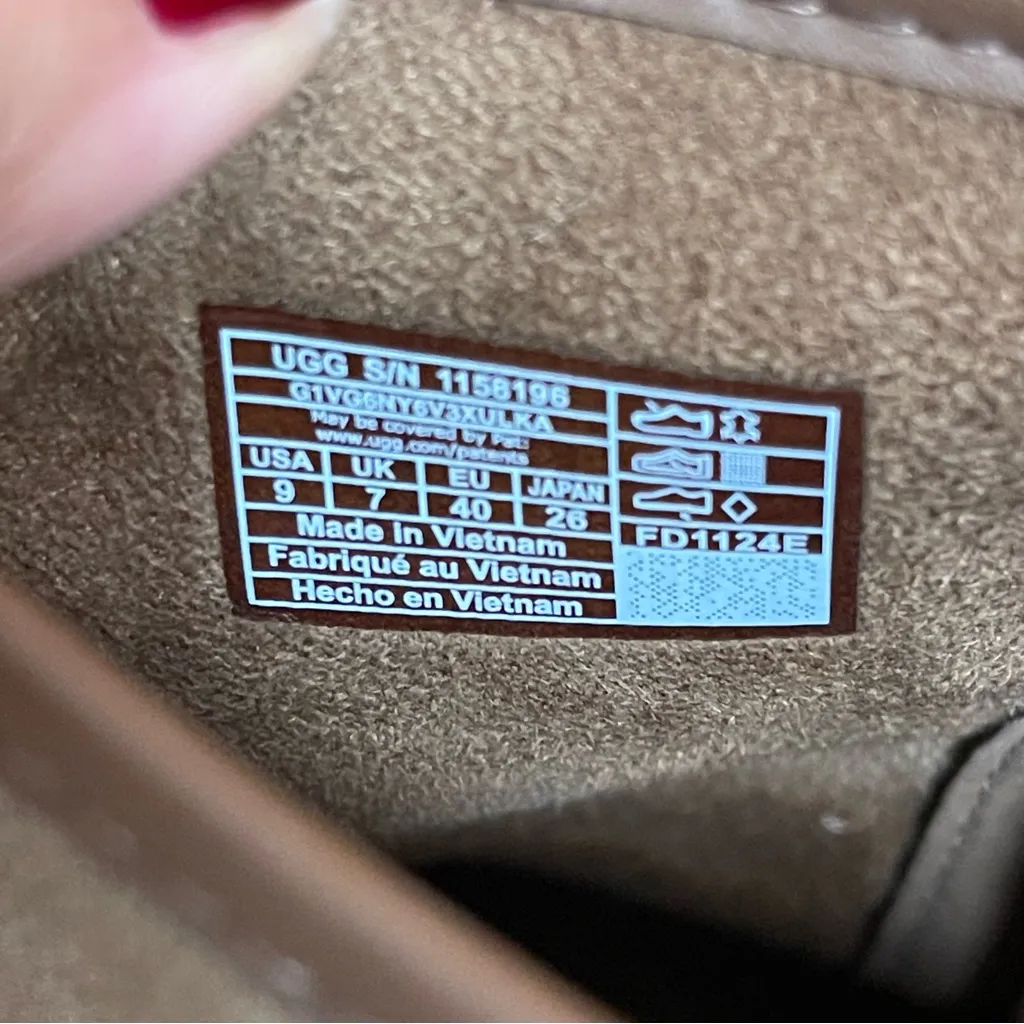 UGG S/N 1158196
G1VG6NY6V3XULKA
May be covered by Pat:
www.ugg.com/patents
USA UK EU JAPAN
9 7 40 26
Made in Vietnam
Fabriqué au Vietnam
Hecho en Vietnam
FD1124E